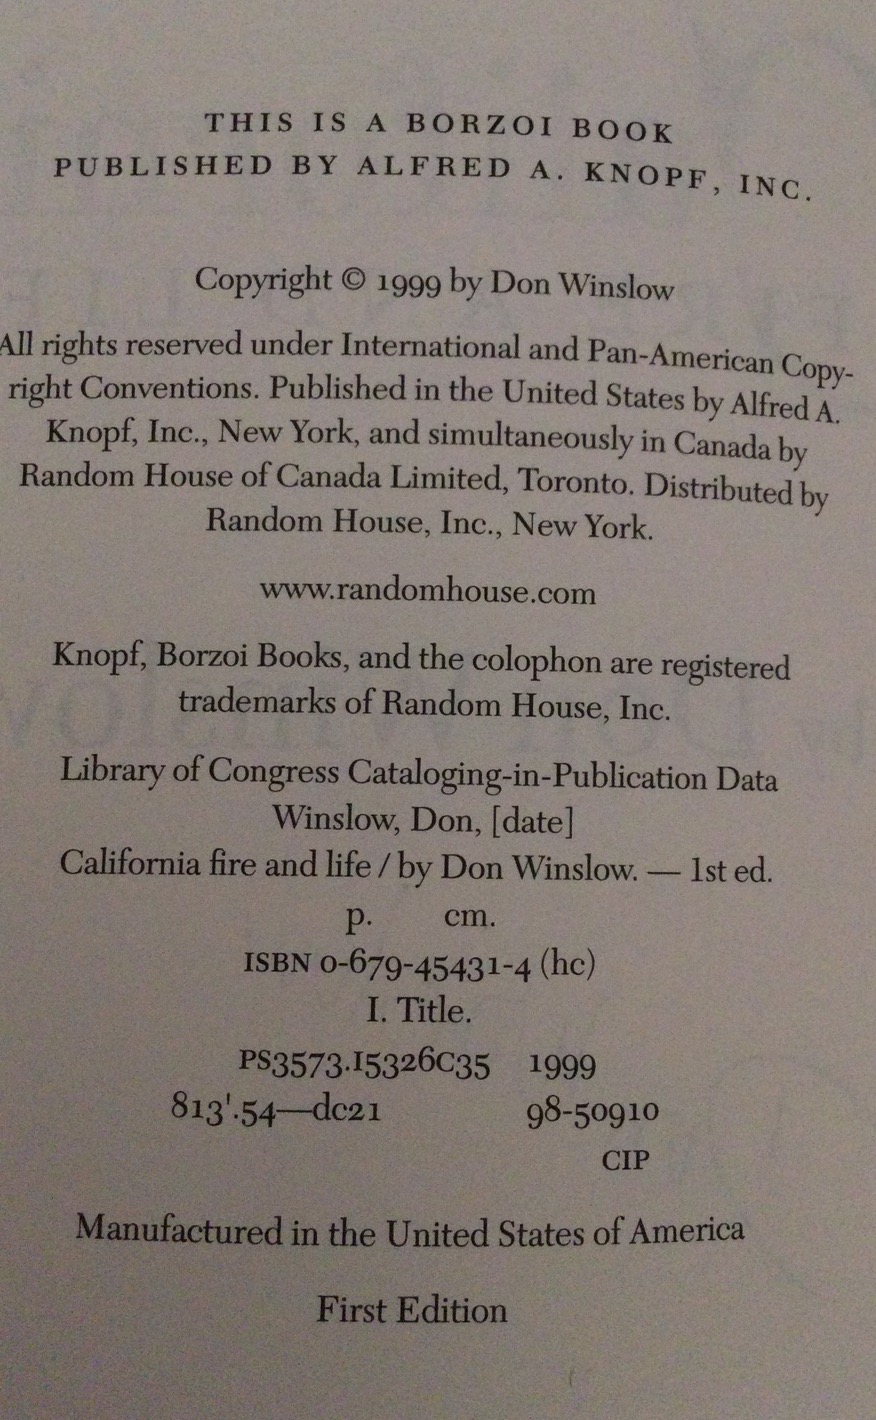 THIS IS A BORZOI BOOK
PUBLISHED BY ALFRED A. KNOPF, INC.
Copyright © 1999 by Don Winslow
All rights reserved under International and Pan-American Copy-
right Conventions. Published in the United States by Alfred A.
Knopf, Inc., New York, and simultaneously in Canada by
Random House of Canada Limited, Toronto. Distributed by
Random House, Inc., New York.
www.randomhouse.com
Knopf, Borzoi Books, and the colophon are registered
trademarks of Random House, Inc.
Library of Congress Cataloging-in-Publication Data
Winslow, Don, [date]
California fire and life / by Don Winslow. — 1st ed.
p. cm.
ISBN 0-679-45431-4 (hc)
I. Title.
PS3573.I5326C35 1999
813'.54—dc21 98-50910
CIP
Manufactured in the United States of America
First Edition